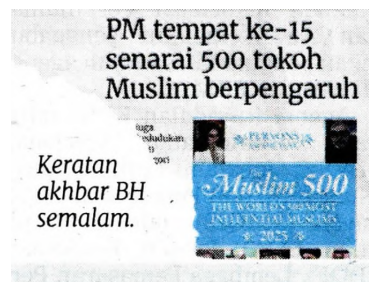 PM tempat ke-15
senarai 500 tokoh
Muslim berpengaruh
Keratan
akhbar BH
semalam.
PERSONS
The Muslim 500
THE WORLD'S 500 MOST
INFLUENTIAL MUSLIMS
2025